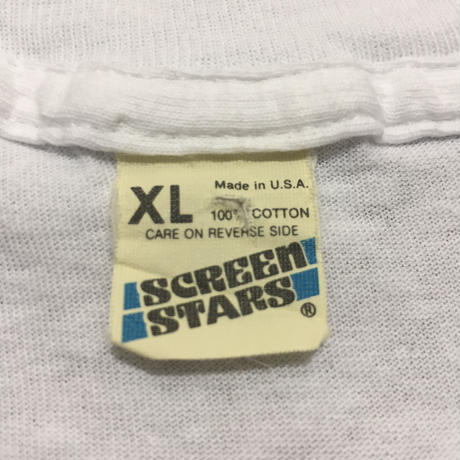 Made in U.S.A.
XL 100% COTTON
CARE ON REVERSE SIDE
SCREEN
STARS ®